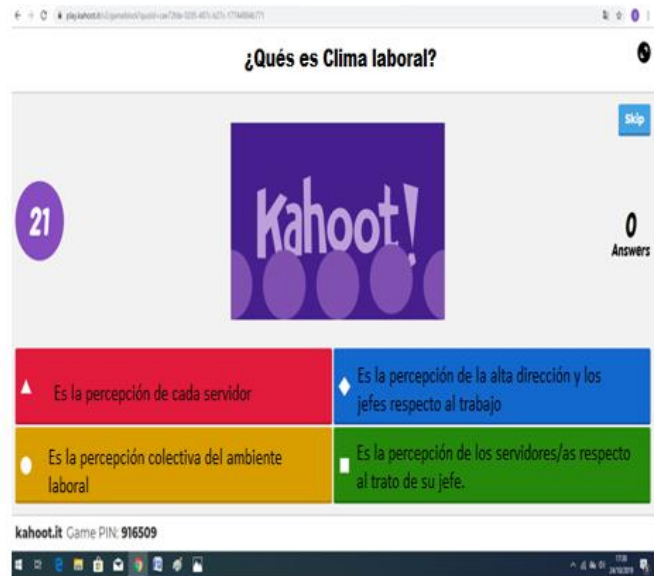 ¿Qués es Clima laboral?
Skip
21
Kahoot!
0
Answers
Es la percepción de cada servidor
Es la percepción de la alta dirección y los
jefes respecto al trabajo
Es la percepción colectiva del ambiente
laboral
Es la percepción de los servidores/as respecto
al trato de su jefe.
kahoot.it Game PIN: 916509